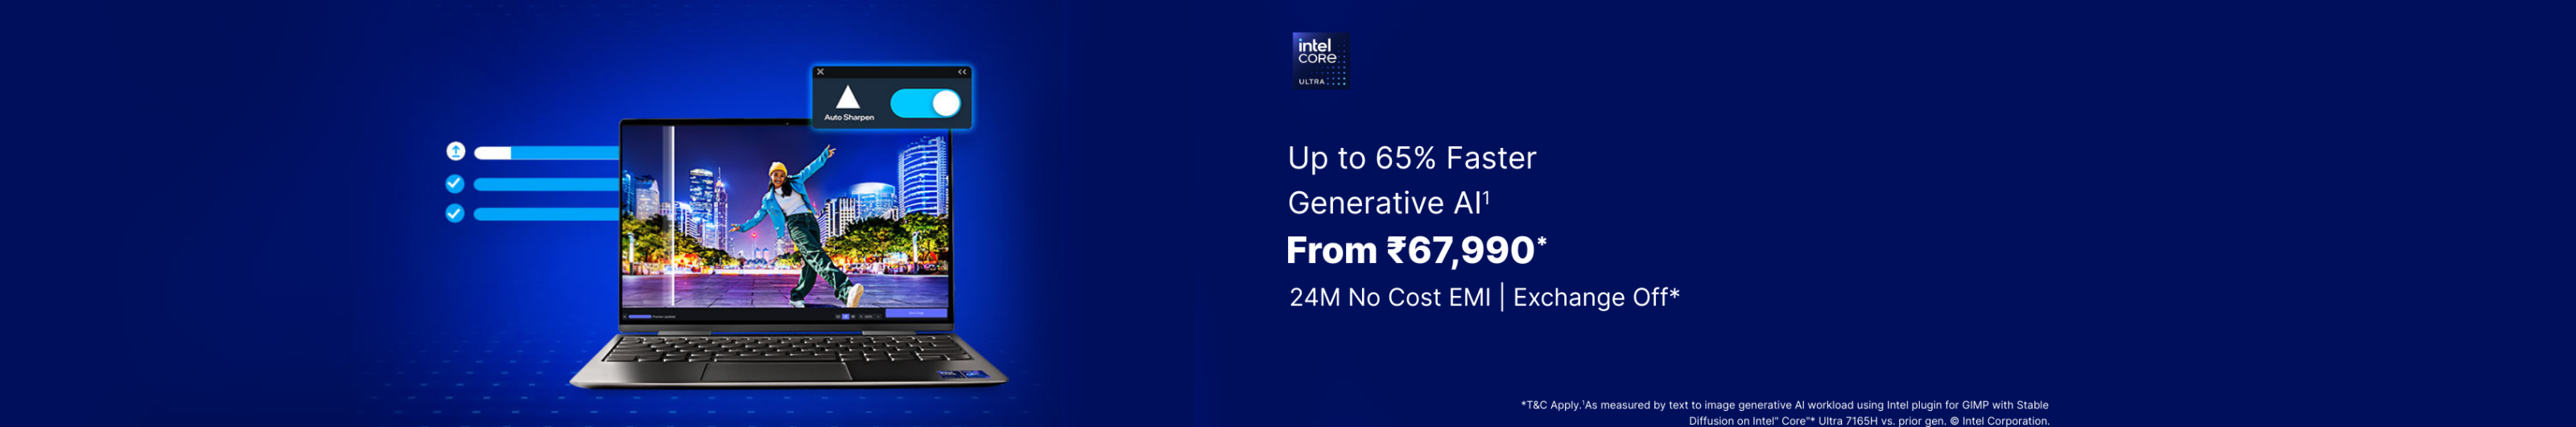 intel
CORE
ULTRA
Auto Sharpen
Up to 65% Faster
Generative AI¹
From ₹67,990*
24M No Cost EMI | Exchange Off*
*T&C Apply.¹As measured by text to image generative AI workload using Intel plugin for GIMP with Stable
Diffusion on Intel® Core™* Ultra 7165H vs. prior gen. © Intel Corporation.